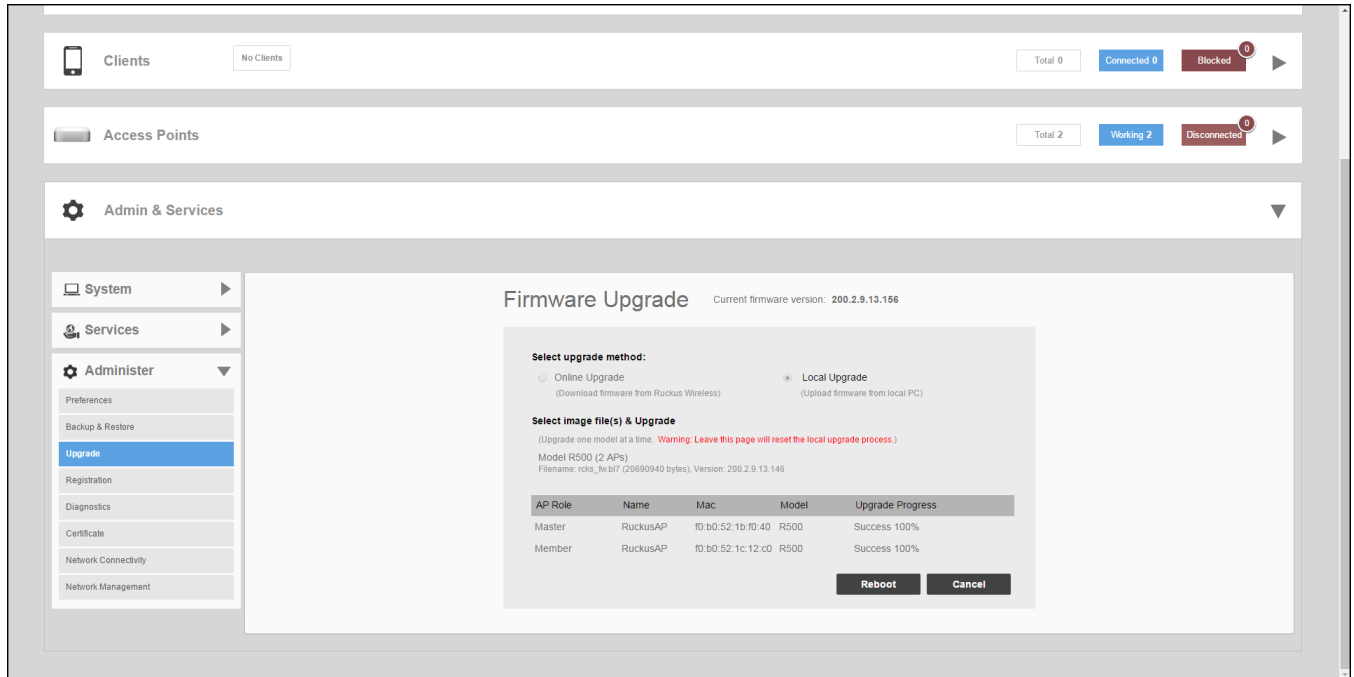 Clients
No Clients
Total 0
Connected 0
Blocked
0
Access Points
Total 2
Working 2
Disconnected
0
Admin & Services
System
Services
Administer
Preferences
Backup & Restore
Upgrade
Registration
Diagnostics
Certificate
Network Connectivity
Network Management
Firmware Upgrade Current firmware version: 200.2.9.13.156
Select upgrade method:
Online Upgrade Local Upgrade
(Download firmware from Ruckus Wireless) (Upload firmware from local PC)
Select image file(s) & Upgrade
(Upgrade one model at a time. Warning: Leave this page will reset the local upgrade process.)
Model R500 (2 APs)
Filename: rcks_fw.bl7 (20690940 bytes), Version: 200.2.9.13.146
AP Role Name Mac Model Upgrade Progress
Master RuckusAP f0:b0:52:1b:f0:40 R500 Success 100%
Member RuckusAP f0:b0:52:1c:12:c0 R500 Success 100%
Reboot Cancel